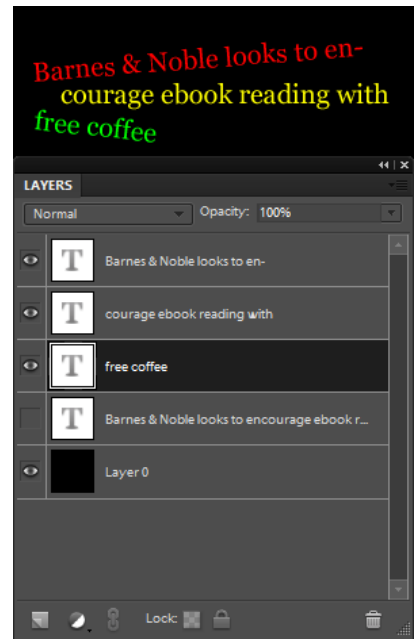 Barnes & Noble looks to en-
courage ebook reading with
free coffee
LAYERS
Normal Opacity: 100%
T Barnes & Noble looks to en-
T courage ebook reading with
T free coffee
T Barnes & Noble looks to encourage ebook r...
Layer 0
Lock: